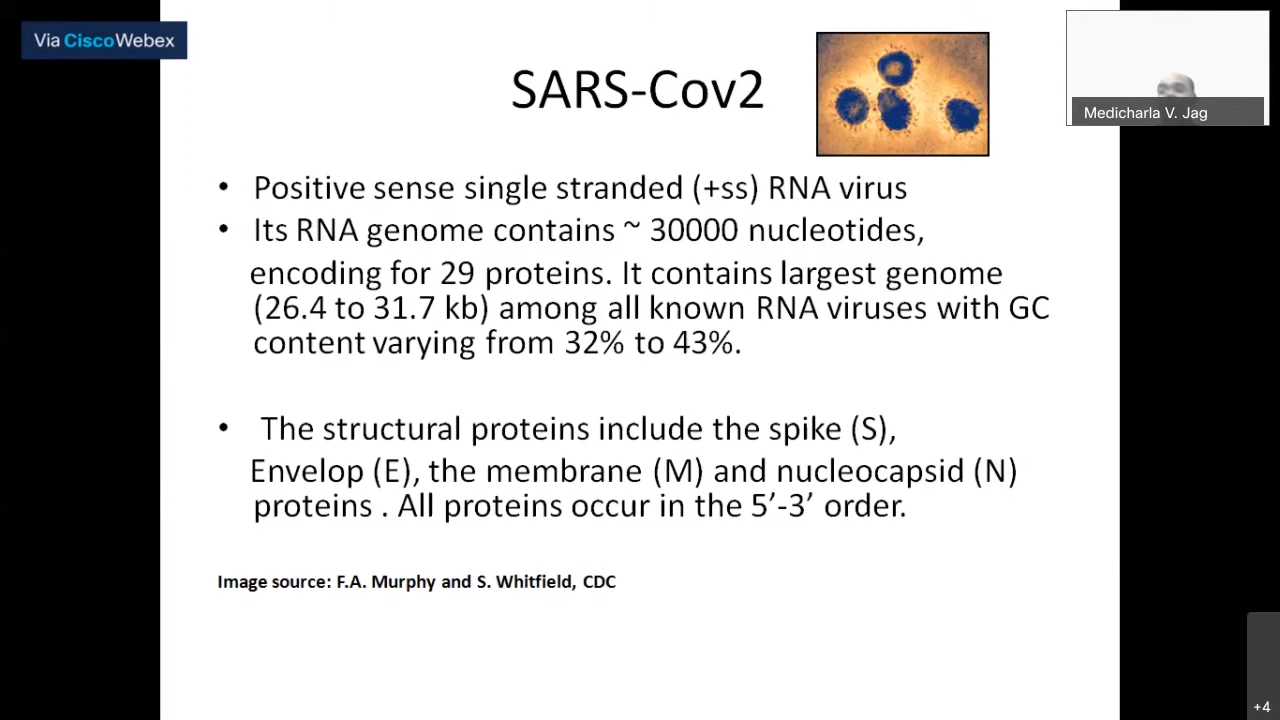 Via Cisco Webex
SARS-Cov2
Medicharla V. Jag
• Positive sense single stranded (+ss) RNA virus
• Its RNA genome contains ~ 30000 nucleotides,
encoding for 29 proteins. It contains largest genome
(26.4 to 31.7 kb) among all known RNA viruses with GC
content varying from 32% to 43%.
• The structural proteins include the spike (S),
Envelop (E), the membrane (M) and nucleocapsid (N)
proteins . All proteins occur in the 5’-3’ order.
Image source: F.A. Murphy and S. Whitfield, CDC
+4